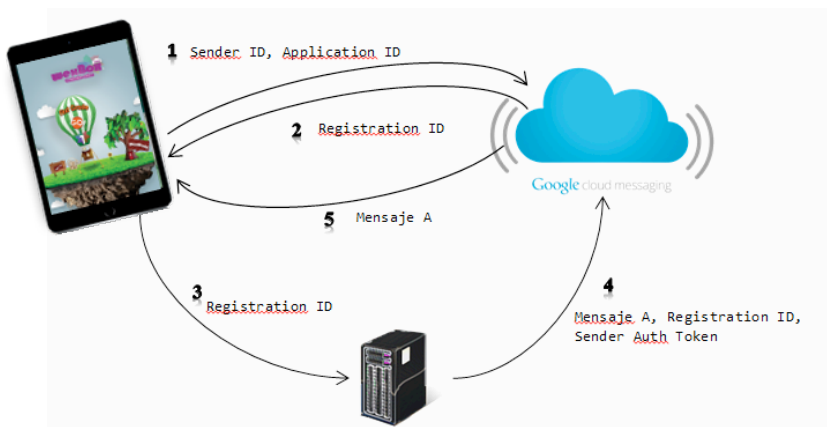 1 Sender ID, Application ID
2 Registration ID
Google cloud messaging
5 Mensaje A
3 Registration ID
4
Mensaje A, Registration ID,
Sender Auth Token